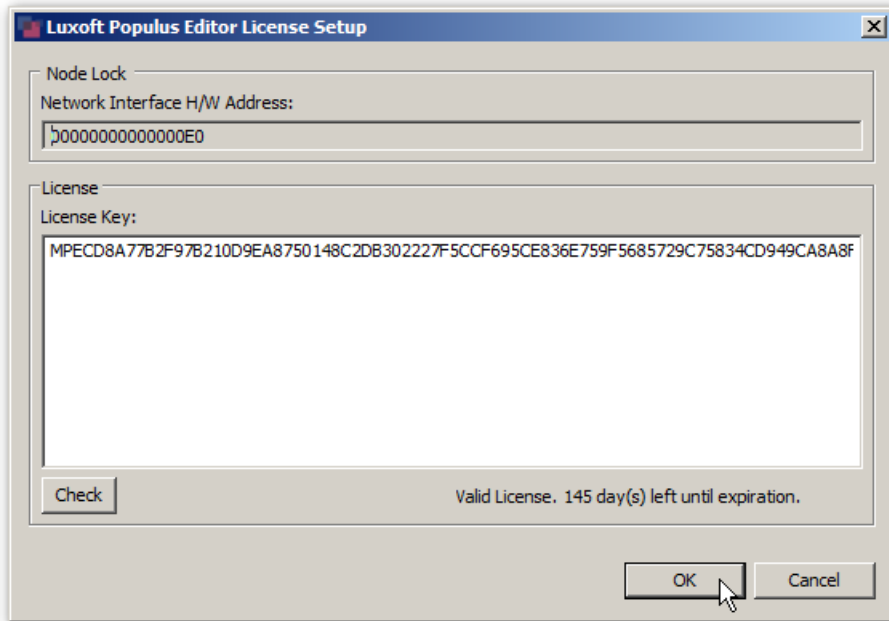 Luxoft Populus Editor License Setup
Node Lock
Network Interface H/W Address:
00000000000000E0
License
License Key:
MPECD8A77B2F97B210D9EA8750148C2DB302227F5CCF695CE836E759F5685729C75834CD949CA8A8F
Check
Valid License. 145 day(s) left until expiration.
OK
Cancel